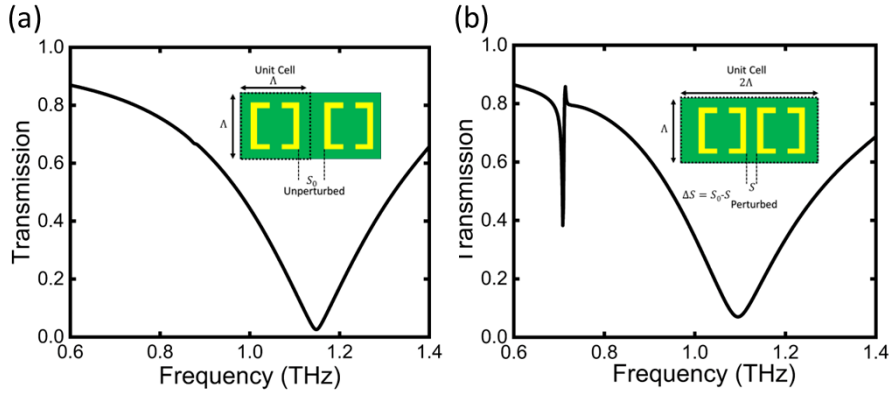 (a)
1.0
0.8
0.6
0.4
0.2
0.0
Transmission
0.6
0.8
1.0
1.2
1.4
Frequency (THz)
Unit Cell
Λ
Λ
S₀
Unperturbed
(b)
1.0
0.8
0.6
0.4
0.2
0.0
Transmission
0.6
0.8
1.0
1.2
1.4
Frequency (THz)
Unit Cell
2Λ
Λ
S
ΔS = S₀-S
Perturbed